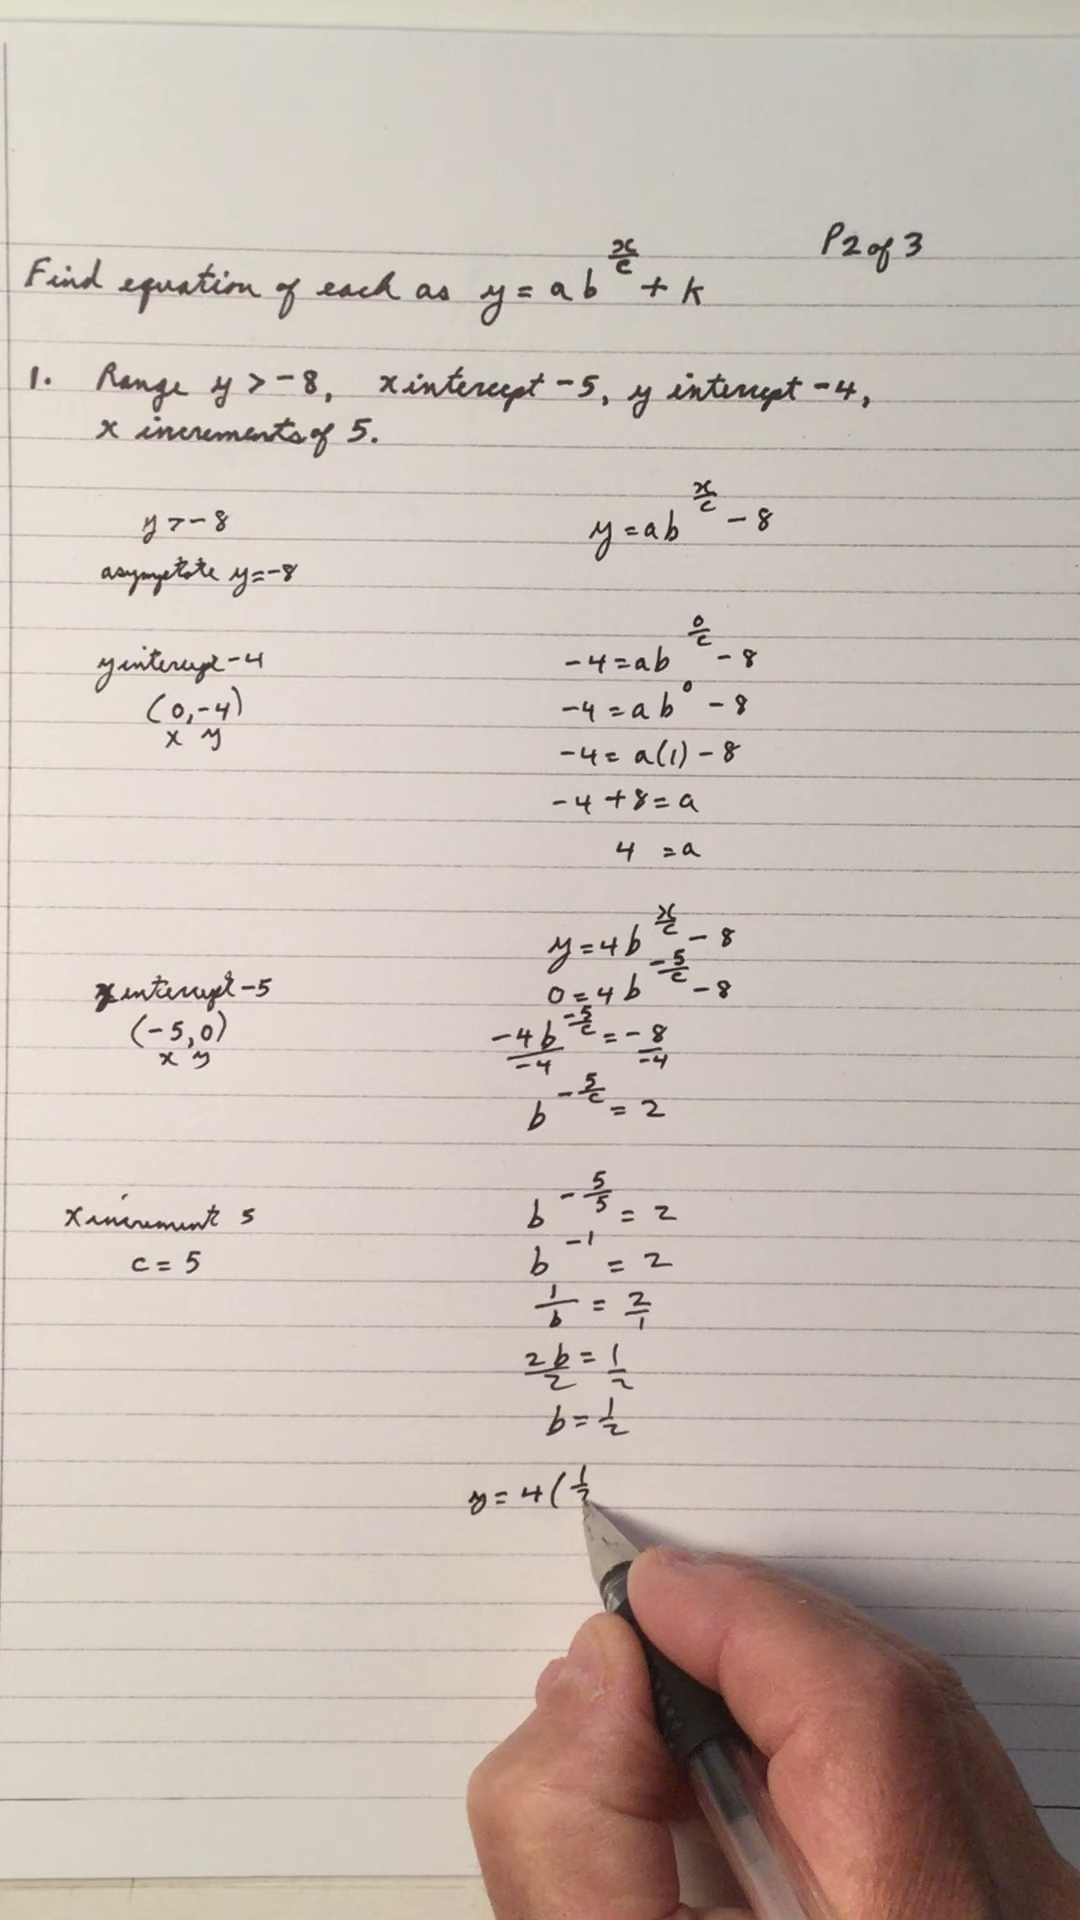 P2 of 3
Find equation of each as y = ab^(x/c) + k
1. Range y > -8, x intercept -5, y intercept -4,
x increments of 5.
y > -8
y = ab^(x/c) - 8
asymptote y = -8
y intercept -4
-4 = ab^(0/c) - 8
(0, -4)
-4 = ab^0 - 8
x y
-4 = a(1) - 8
-4 + 8 = a
4 = a
y = 4b^(x/c) - 8
x intercept -5
0 = 4b^(-5/c) - 8
(-5, 0)
-4b^(-5/c)/-4 = -8/-4
x y
b^(-5/c) = 2
x increment 5
b^(-5/5) = 2
c = 5
b^-1 = 2
1/b = 2/1
2b/2 = 1/2
b = 1/2
y = 4(1/2